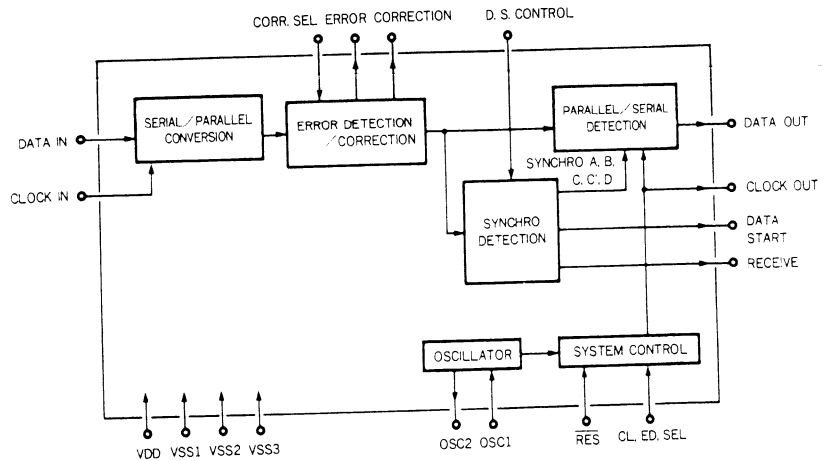 CORR. SEL ERROR CORRECTION
D. S. CONTROL
SERIAL/PARALLEL
CONVERSION
ERROR DETECTION
/CORRECTION
PARALLEL/SERIAL
DETECTION
DATA IN
DATA OUT
CLOCK IN
SYNCHRO A, B,
C, C', D
CLOCK OUT
SYNCHRO
DETECTION
DATA
START
RECEIVE
OSCILLATOR
SYSTEM CONTROL
VDD
VSS1
VSS2
VSS3
OSC2
OSC1
RES
CL, ED, SEL